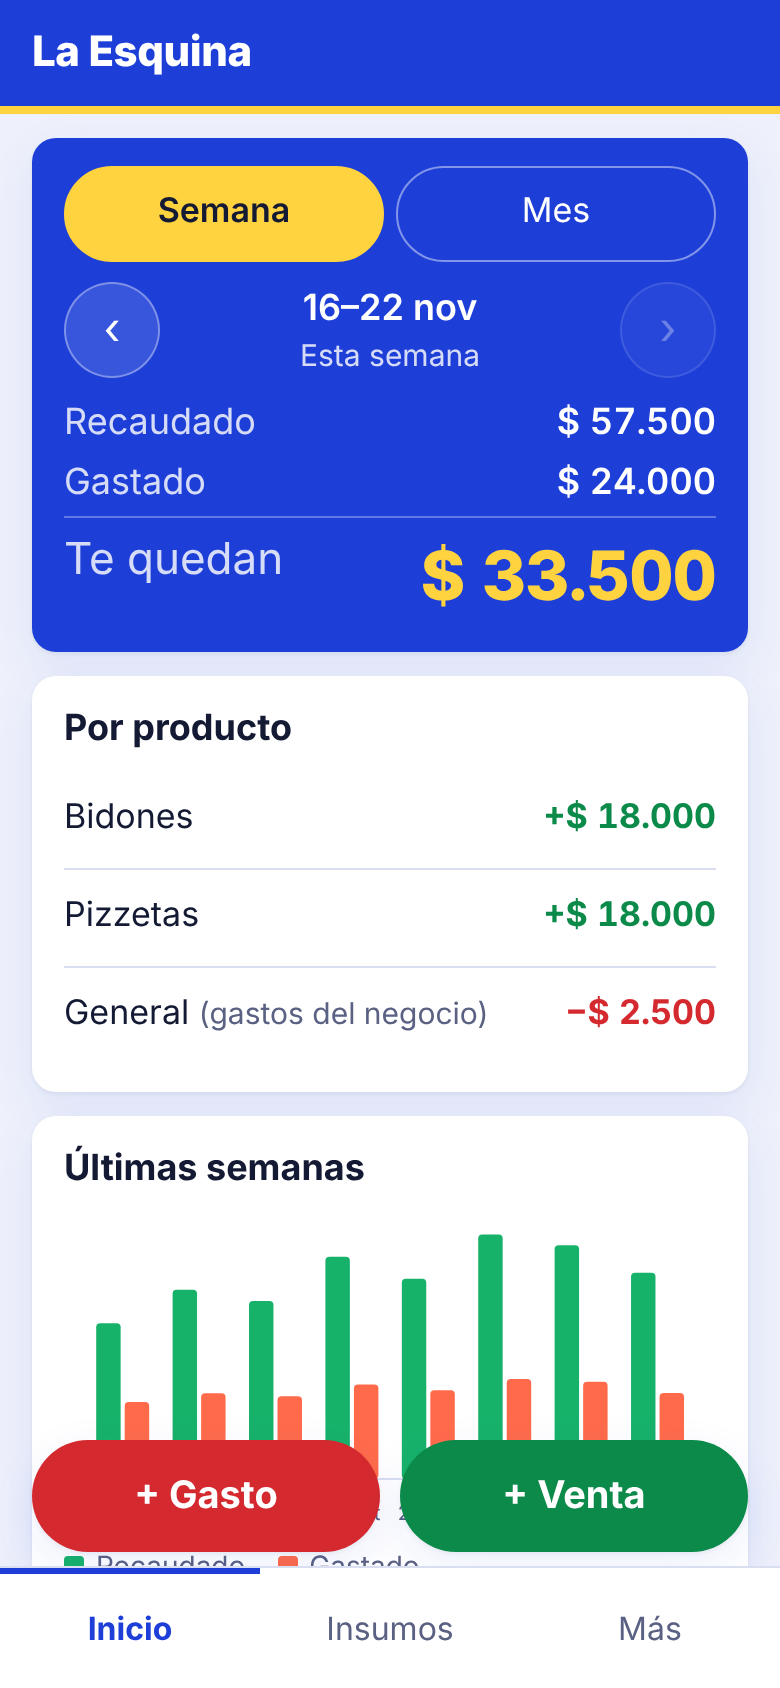 La Esquina
Semana
Mes
16–22 nov
Esta semana
Recaudado
$ 57.500
Gastado
$ 24.000
Te quedan
$ 33.500
Por producto
Bidones
+$ 18.000
Pizzetas
+$ 18.000
General (gastos del negocio)
−$ 2.500
Últimas semanas
+ Gasto
+ Venta
Recaudado
Gastado
Inicio
Insumos
Más